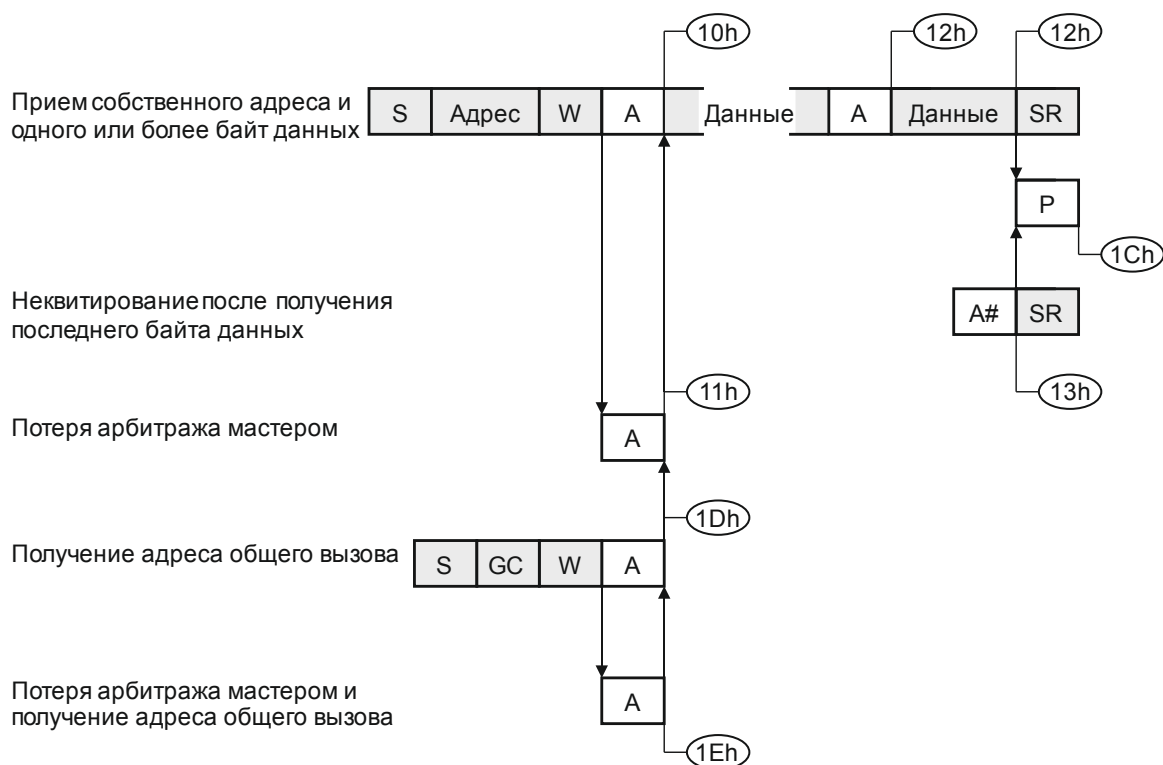 10h 12h 12h
Прием собственного адреса и
одного или более байт данных
S Адрес W A Данные A Данные SR
P
1Ch
Неквитирование после получения
последнего байта данных
A# SR
11h 13h
Потеря арбитража мастером
A
1Dh
Получение адреса общего вызова
S GC W A
Потеря арбитража мастером и
получение адреса общего вызова
A
1Eh